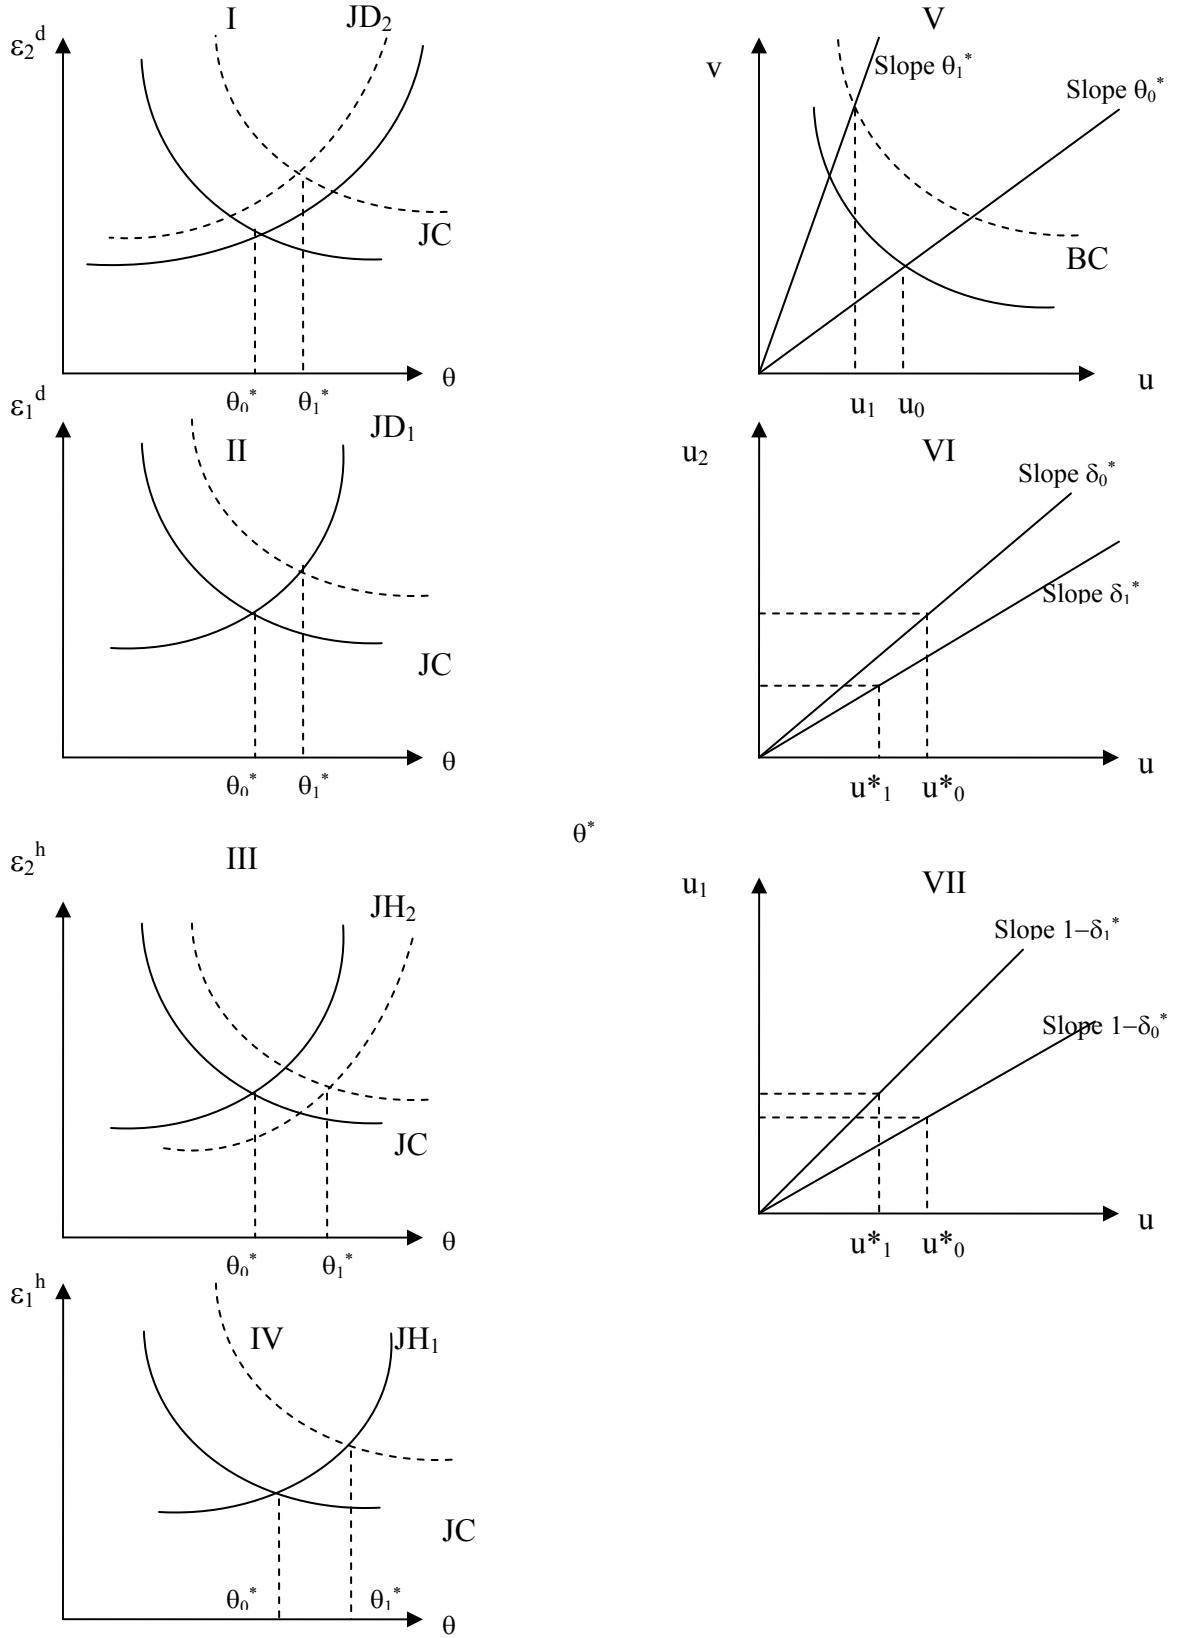 I
JD₂
ε₂ᵈ
JC
θ
θ₀*
θ₁*
V
v
Slope θ₁*
Slope θ₀*
BC
u
u₁
u₀
ε₁ᵈ
JD₁
II
JC
θ
θ₀*
θ₁*
u₂
VI
Slope δ₀*
Slope δ₁*
u
u*₁
u*₀
θ*
ε₂ʰ
III
JH₂
JC
θ
θ₀*
θ₁*
u₁
VII
Slope 1−δ₁*
Slope 1−δ₀*
u
u*₁
u*₀
ε₁ʰ
IV
JH₁
JC
θ₀*
θ₁*
θ